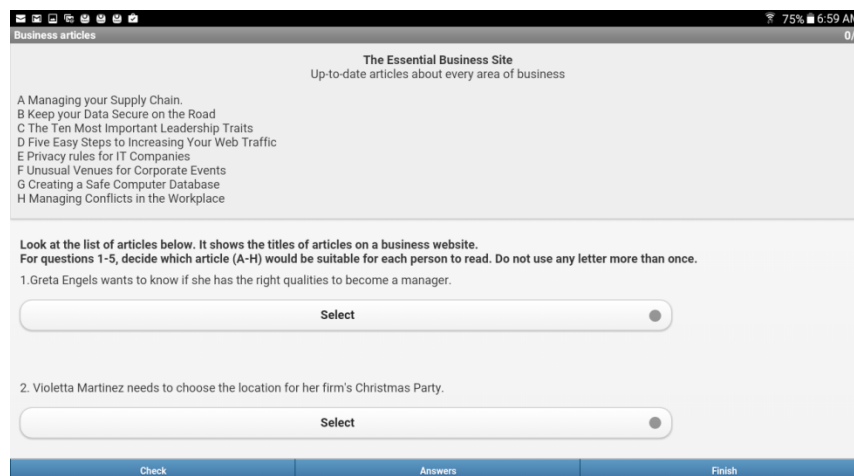 75% 6:59 AM
Business articles 0/
The Essential Business Site
Up-to-date articles about every area of business
A Managing your Supply Chain.
B Keep your Data Secure on the Road
C The Ten Most Important Leadership Traits
D Five Easy Steps to Increasing Your Web Traffic
E Privacy rules for IT Companies
F Unusual Venues for Corporate Events
G Creating a Safe Computer Database
H Managing Conflicts in the Workplace
Look at the list of articles below. It shows the titles of articles on a business website.
For questions 1-5, decide which article (A-H) would be suitable for each person to read. Do not use any letter more than once.
1.Greta Engels wants to know if she has the right qualities to become a manager.
Select
2. Violetta Martinez needs to choose the location for her firm's Christmas Party.
Select
Check Answers Finish